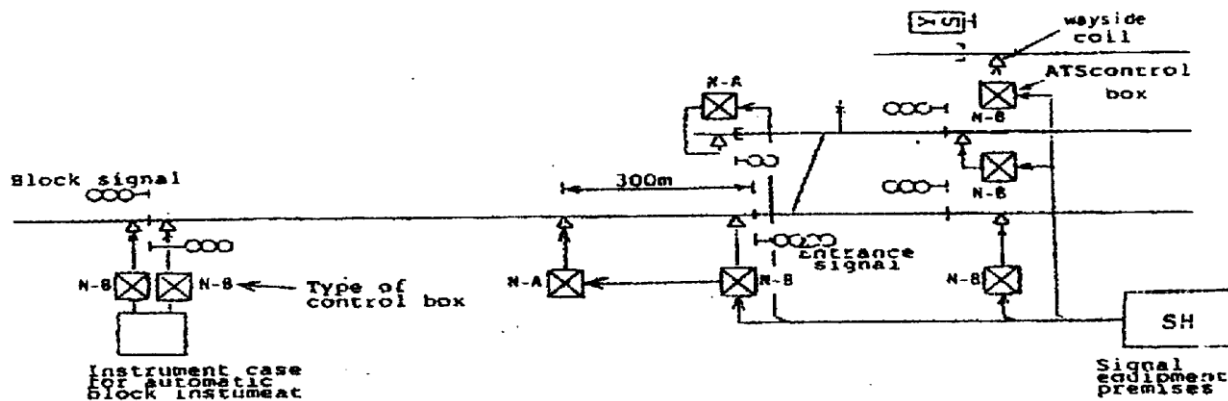 Y S
wayside
coil
ATScontrol
box
N-A
N-B
N-B
300m
Block signal
N-B
N-B
Type of
control box
N-A
N-B
Entrance
signal
N-B
SH
Instrument case
for automatic
block instumeat
Signal
equipment
premises